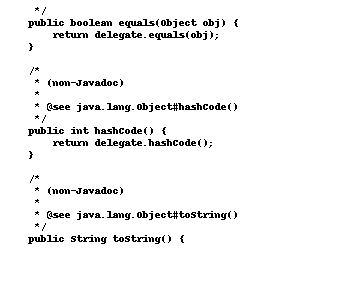 */
    public boolean equals(Object obj) {
        return delegate.equals(obj);
    }

    /*
     * (non-Javadoc)
     *
     * @see java.lang.Object#hashCode()
     */
    public int hashCode() {
        return delegate.hashCode();
    }

    /*
     * (non-Javadoc)
     *
     * @see java.lang.Object#toString()
     */
    public String toString() {